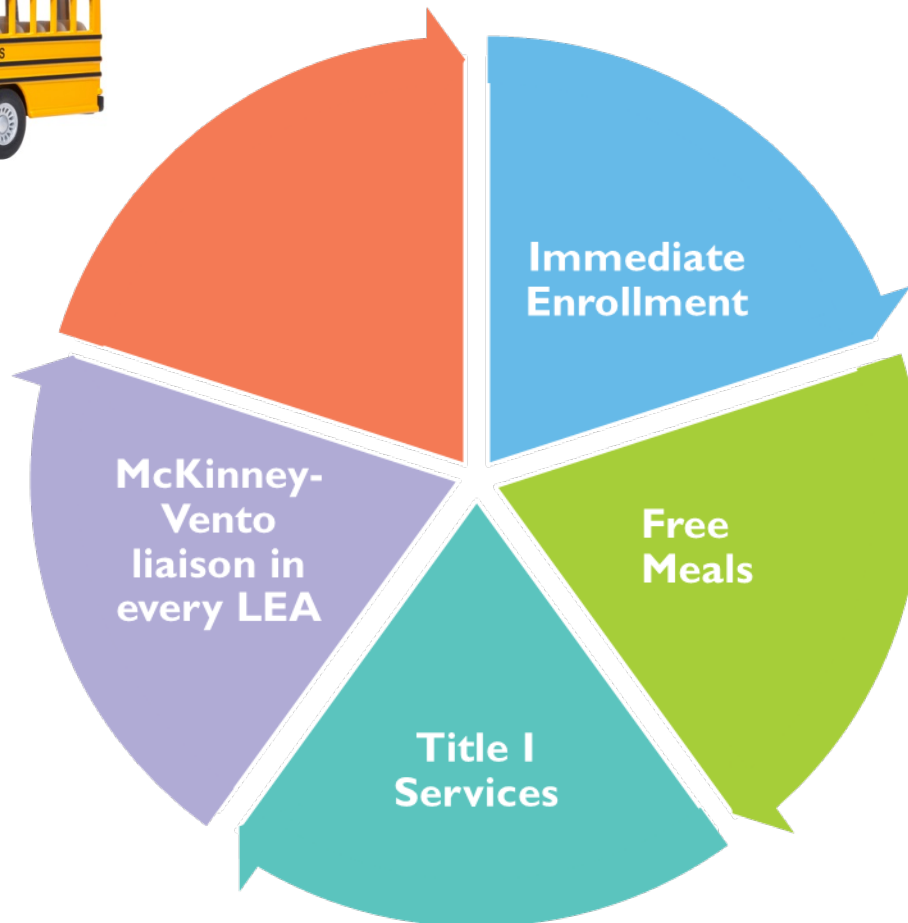 Immediate
Enrollment
Free
Meals
Title I
Services
McKinney-
Vento
liaison in
every LEA